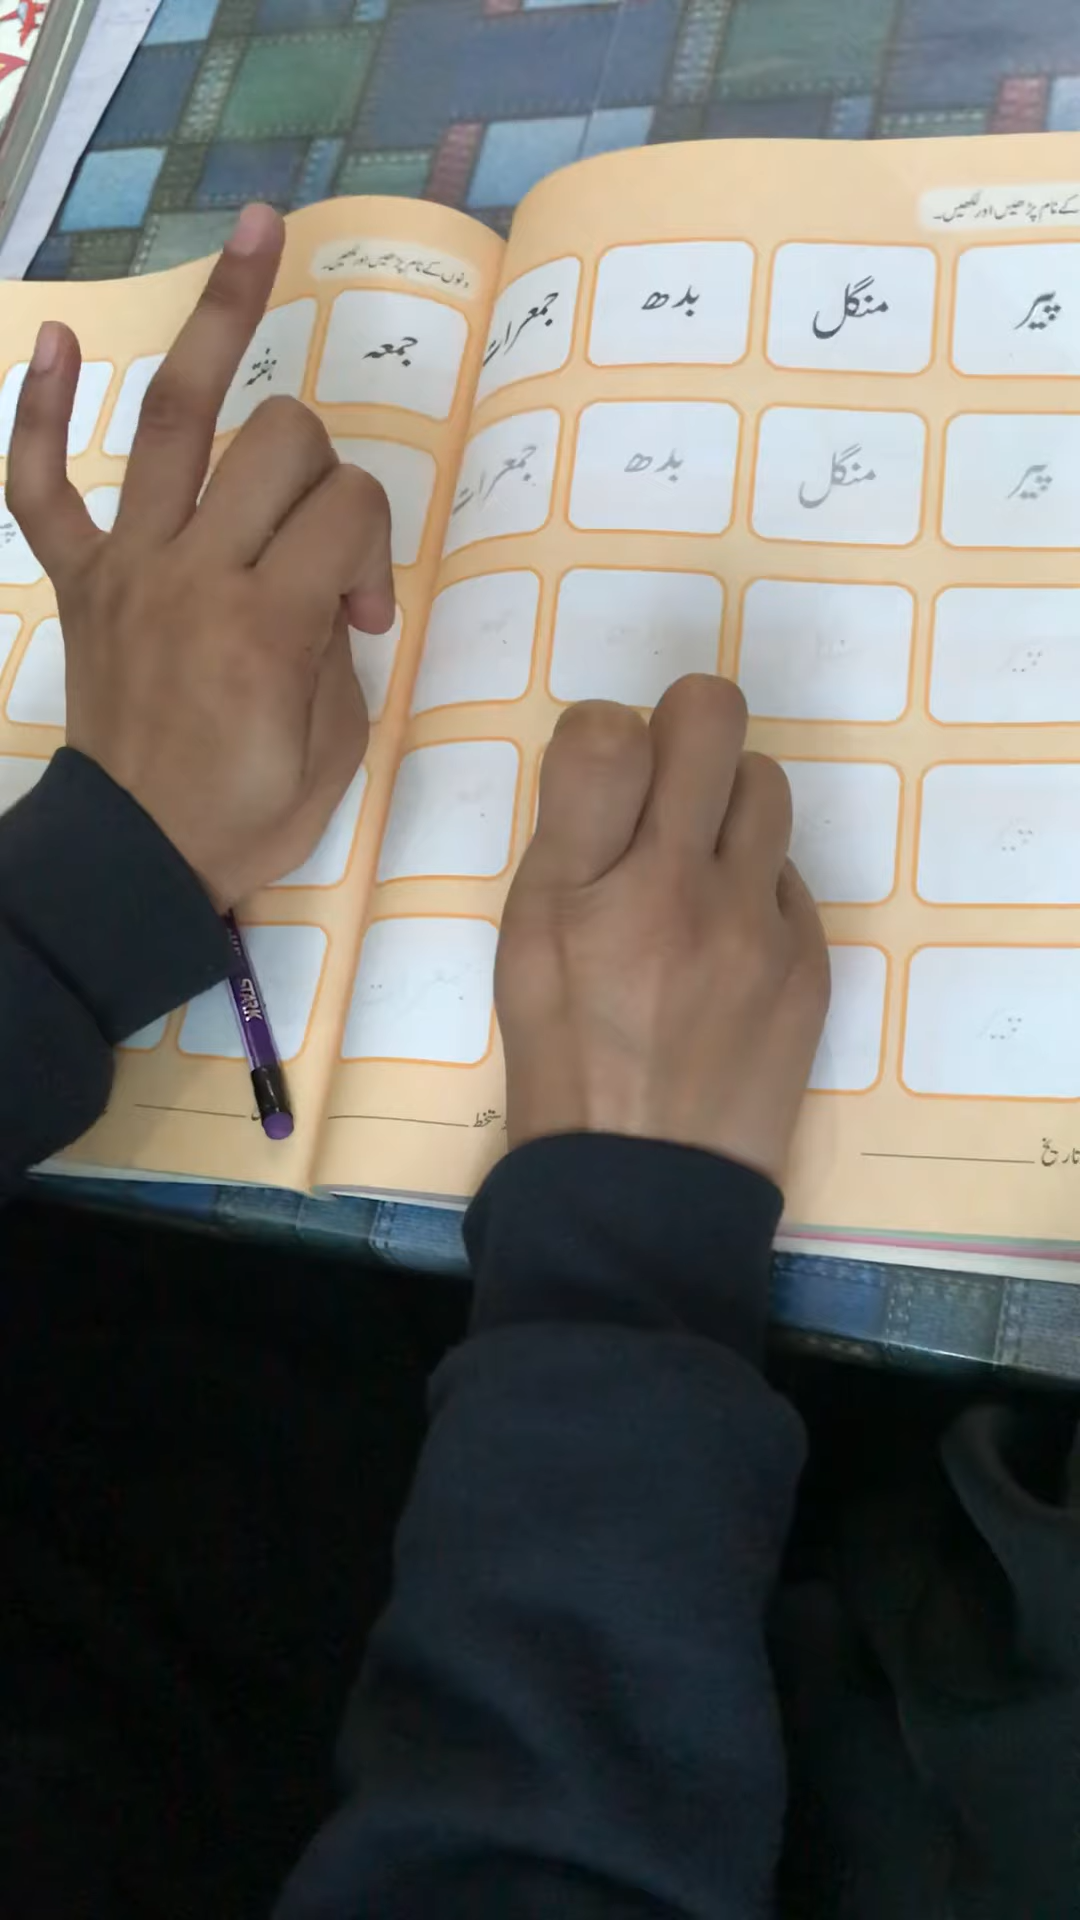 کے نام پڑھیں اور لکھیں۔
پیر منگل بدھ جمعرات
پیر منگل بدھ جمعرات
تاریخ
دستخط
دنوں کے نام پڑھیں اور لکھیں۔
جمعہ ہفتہ
STARK